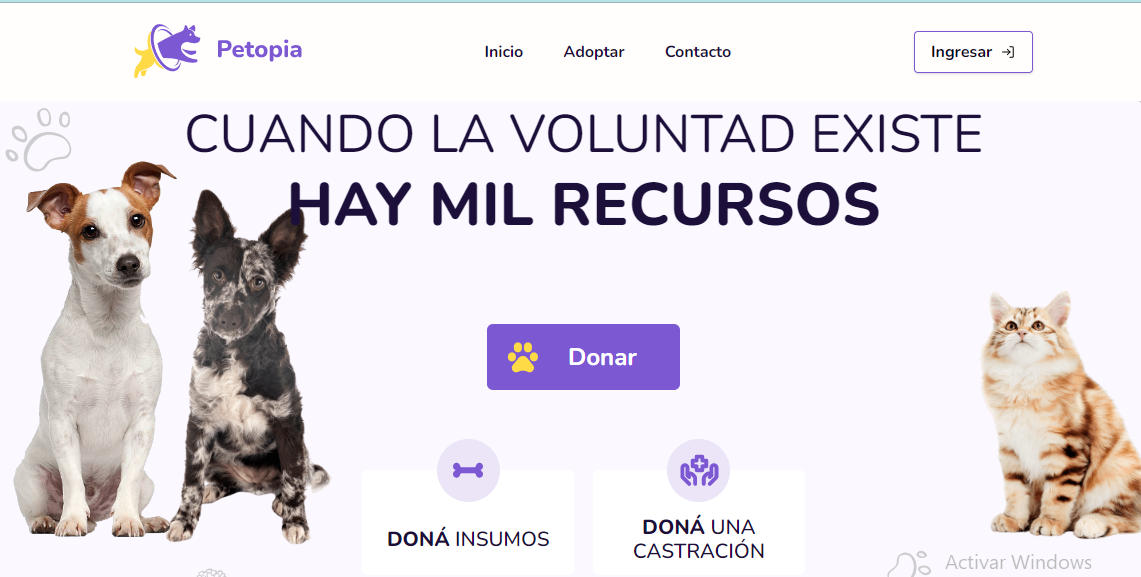 Petopia
Inicio
Adoptar
Contacto
Ingresar
CUANDO LA VOLUNTAD EXISTE
HAY MIL RECURSOS
Donar
DONÁ INSUMOS
DONÁ UNA
CASTRACIÓN
Activar Windows